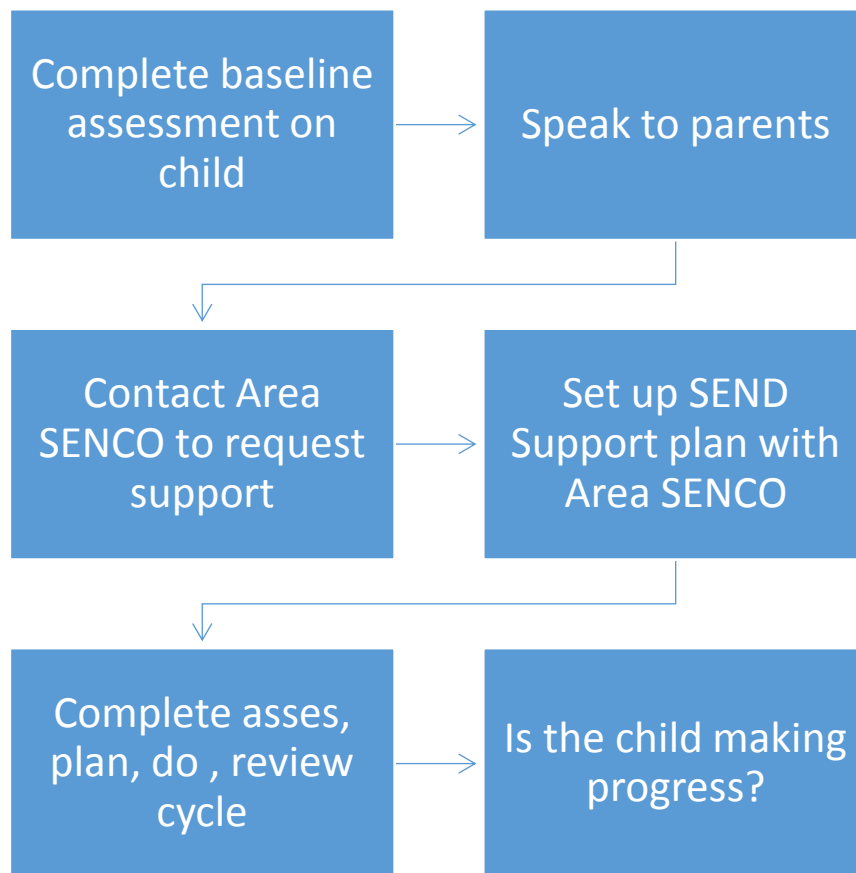 Complete baseline
assessment on
child
Speak to parents
Contact Area
SENCO to request
support
Set up SEND
Support plan with
Area SENCO
Complete asses,
plan, do , review
cycle
Is the child making
progress?